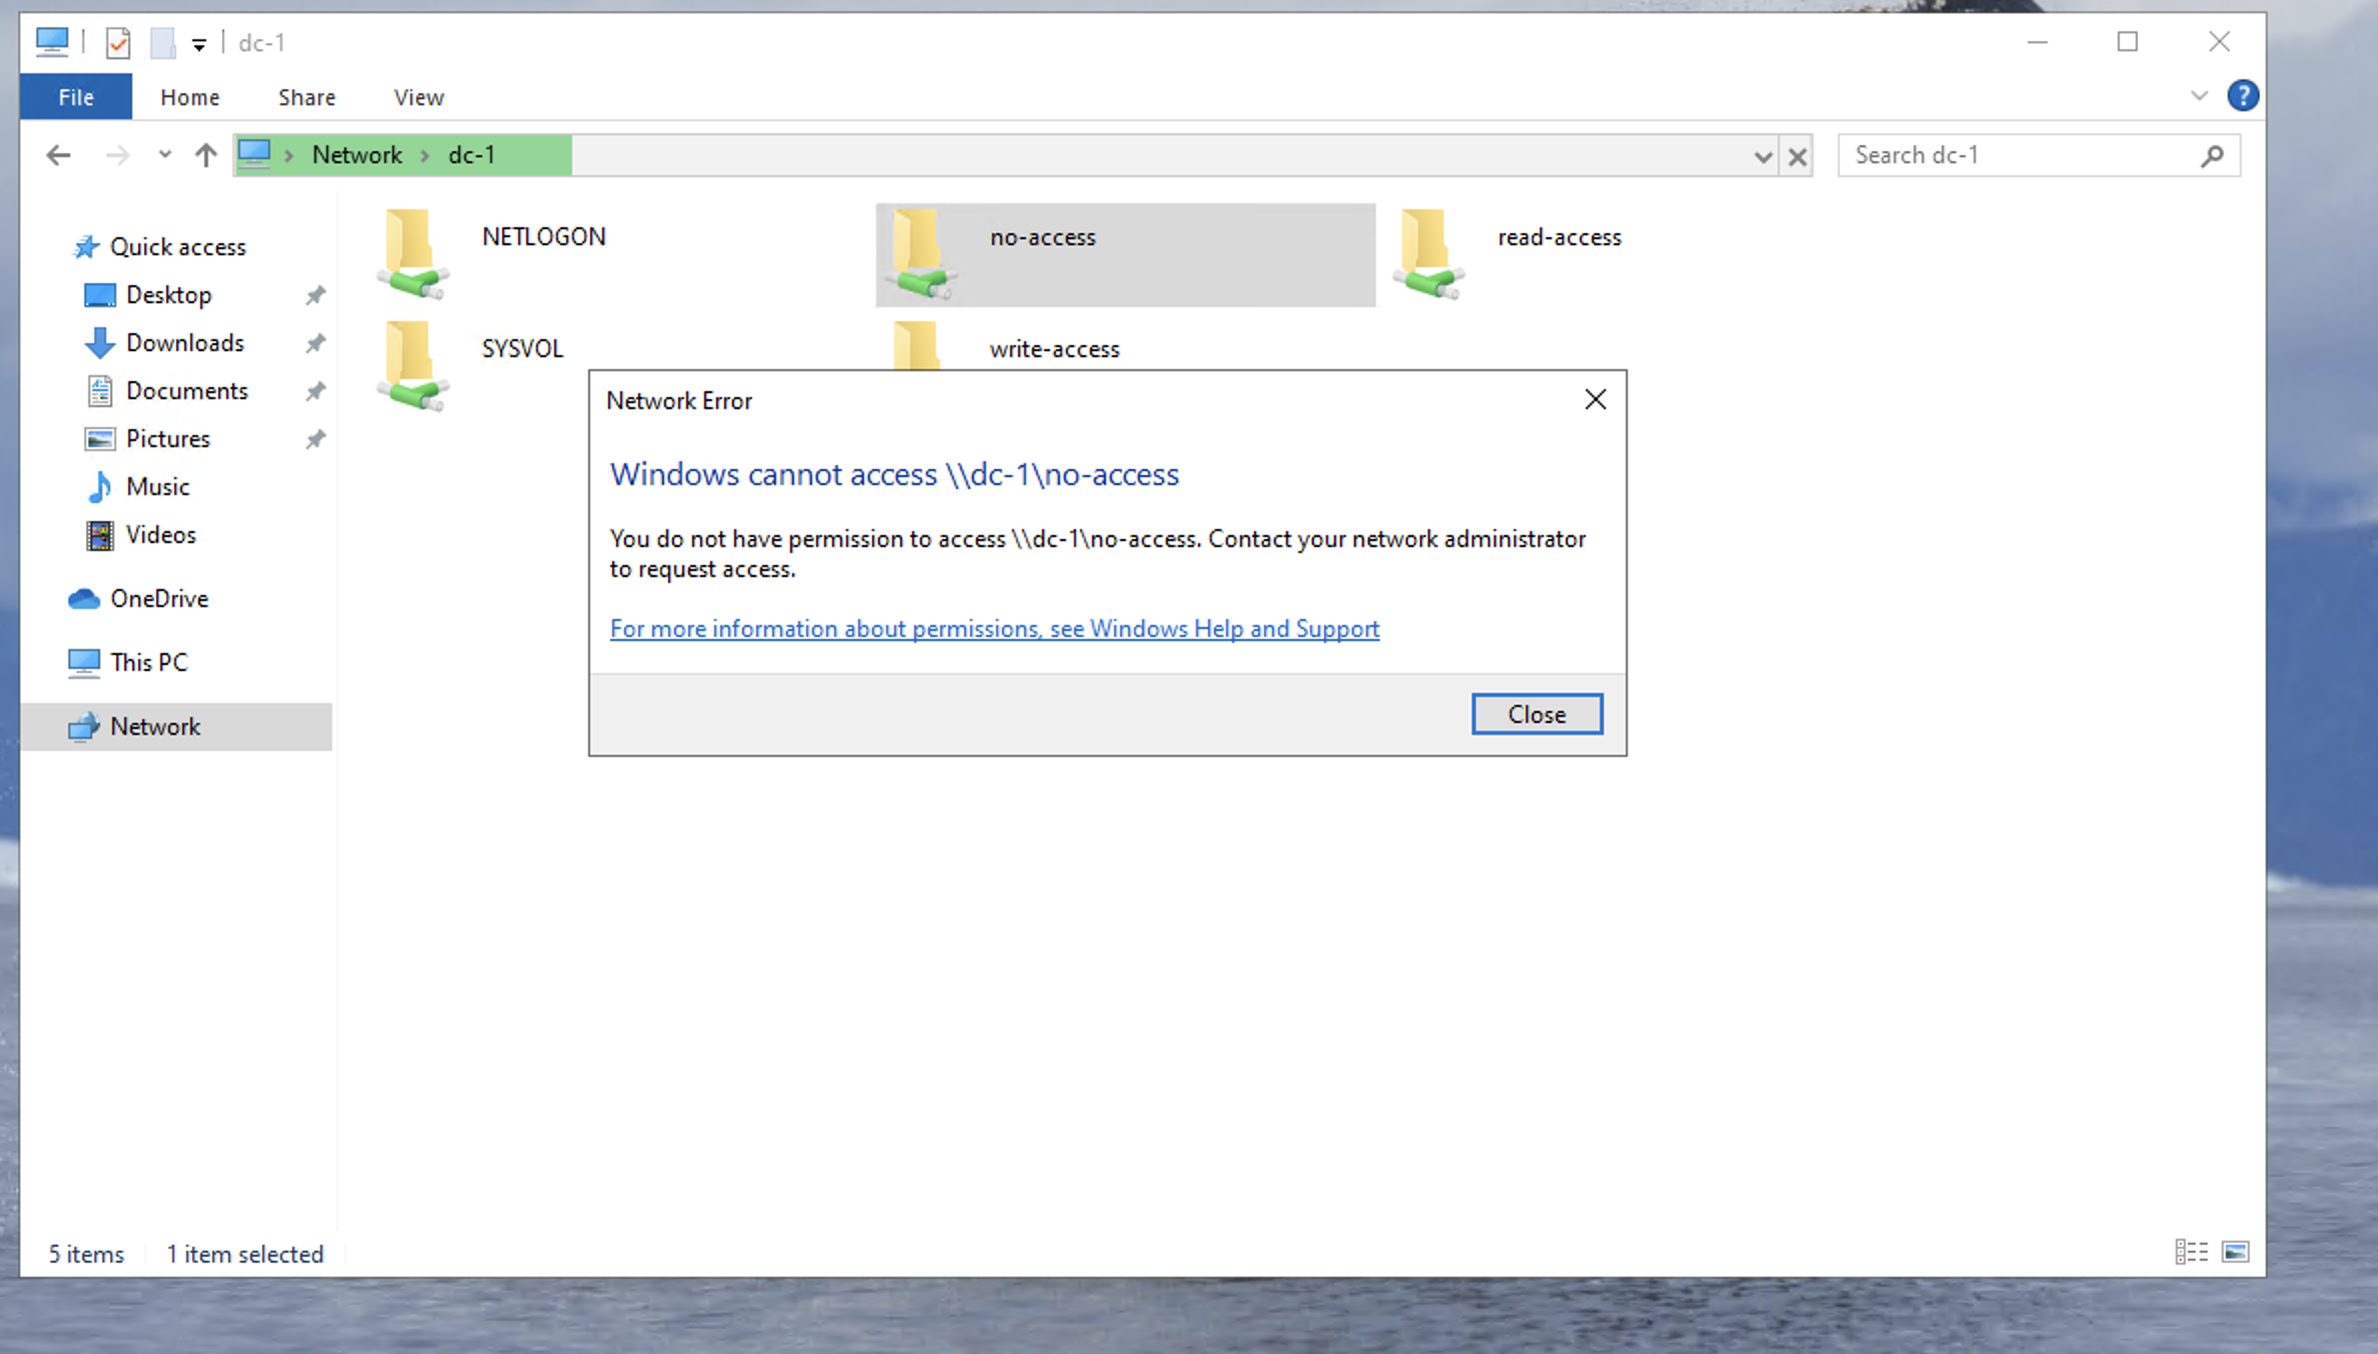 dc-1
File Home Share View
Network dc-1
Search dc-1
Quick access
Desktop
Downloads
Documents
Pictures
Music
Videos
OneDrive
This PC
Network
NETLOGON
no-access
read-access
SYSVOL
write-access
Network Error
Windows cannot access \\dc-1\no-access
You do not have permission to access \\dc-1\no-access. Contact your network administrator
to request access.
For more information about permissions, see Windows Help and Support
Close
5 items 1 item selected